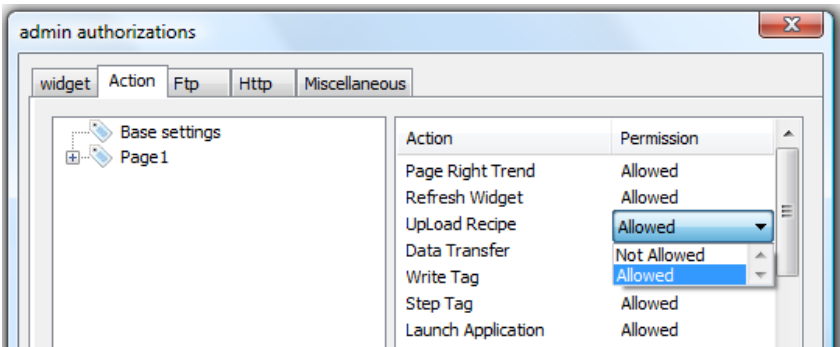 admin authorizations
widget Action Ftp Http Miscellaneous
Base settings
Page1
Action Permission
Page Right Trend Allowed
Refresh Widget Allowed
UpLoad Recipe Allowed
Data Transfer Not Allowed
Write Tag Allowed
Step Tag Allowed
Launch Application Allowed